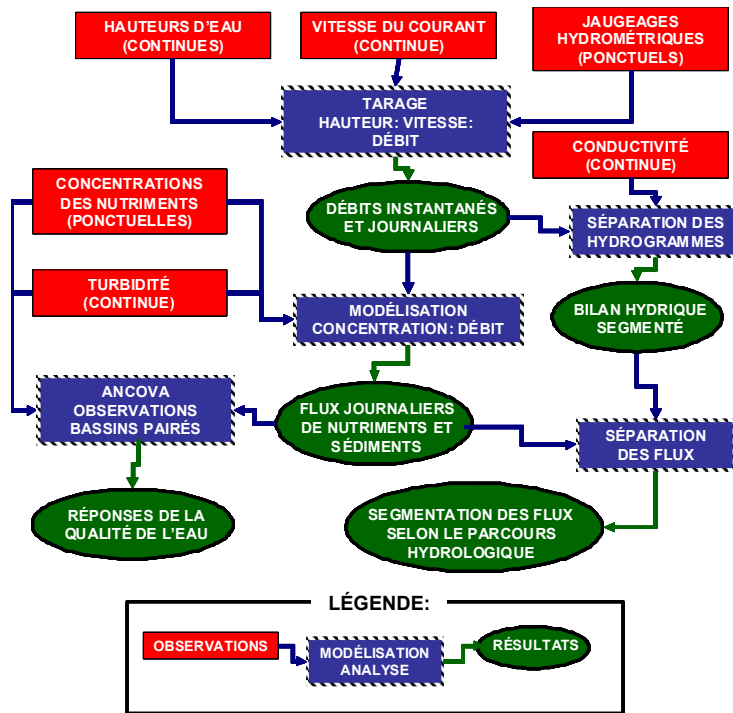 HAUTEURS D'EAU
(CONTINUES)
VITESSE DU COURANT
(CONTINUE)
JAUGEAGES
HYDROMÉTRIQUES
(PONCTUELS)
TARAGE
HAUTEUR: VITESSE:
DÉBIT
CONDUCTIVITÉ
(CONTINUE)
CONCENTRATIONS
DES NUTRIMENTS
(PONCTUELLES)
DÉBITS INSTANTANÉS
ET JOURNALIERS
SÉPARATION DES
HYDROGRAMMES
TURBIDITÉ
(CONTINUE)
MODÉLISATION
CONCENTRATION: DÉBIT
BILAN HYDRIQUE
SEGMENTÉ
ANCOVA
OBSERVATIONS
BASSINS PAIRÉS
FLUX JOURNALIERS
DE NUTRIMENTS ET
SÉDIMENTS
SÉPARATION
DES FLUX
RÉPONSES DE LA
QUALITÉ DE L'EAU
SEGMENTATION DES FLUX
SELON LE PARCOURS
HYDROLOGIQUE
LÉGENDE:
OBSERVATIONS
MODÉLISATION
ANALYSE
RÉSULTATS